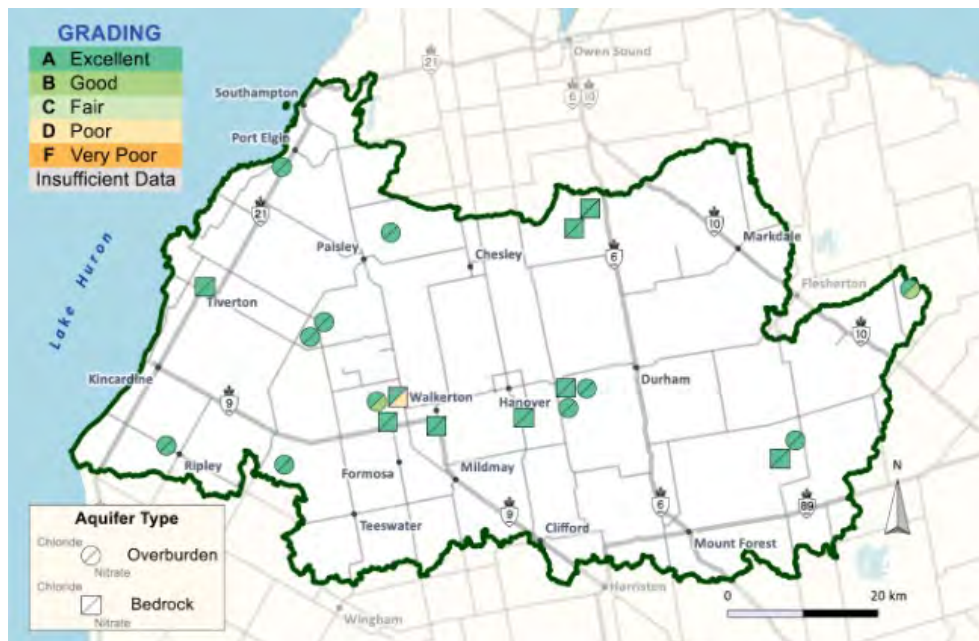 GRADING
A Excellent
B Good
C Fair
D Poor
F Very Poor
Insufficient Data
Owen Sound
21
6 10
Southampton
Port Elgin
21
10
Markdale
Paisley
Chesley
6
Flesherton
Lake Huron
Tiverton
10
Kincardine
9
Walkerton
Hanover
Durham
Ripley
Formosa
Mildmay
N
Teeswater
9
Clifford
6
Mount Forest
89
Harriston
Wingham
Aquifer Type
Chloride
Overburden
Nitrate
Chloride
Bedrock
Nitrate
0 20 km